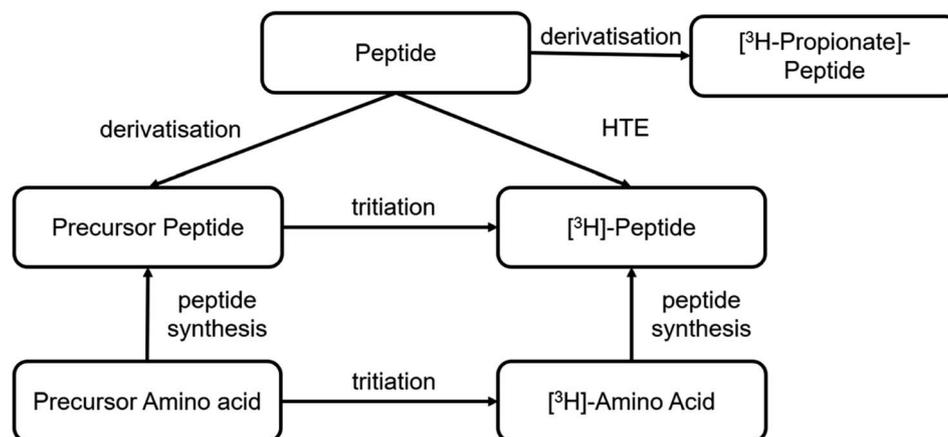 Peptide
derivatisation
[³H-Propionate]-
Peptide
derivatisation
HTE
Precursor Peptide
tritiation
[³H]-Peptide
peptide
synthesis
peptide
synthesis
Precursor Amino acid
tritiation
[³H]-Amino Acid